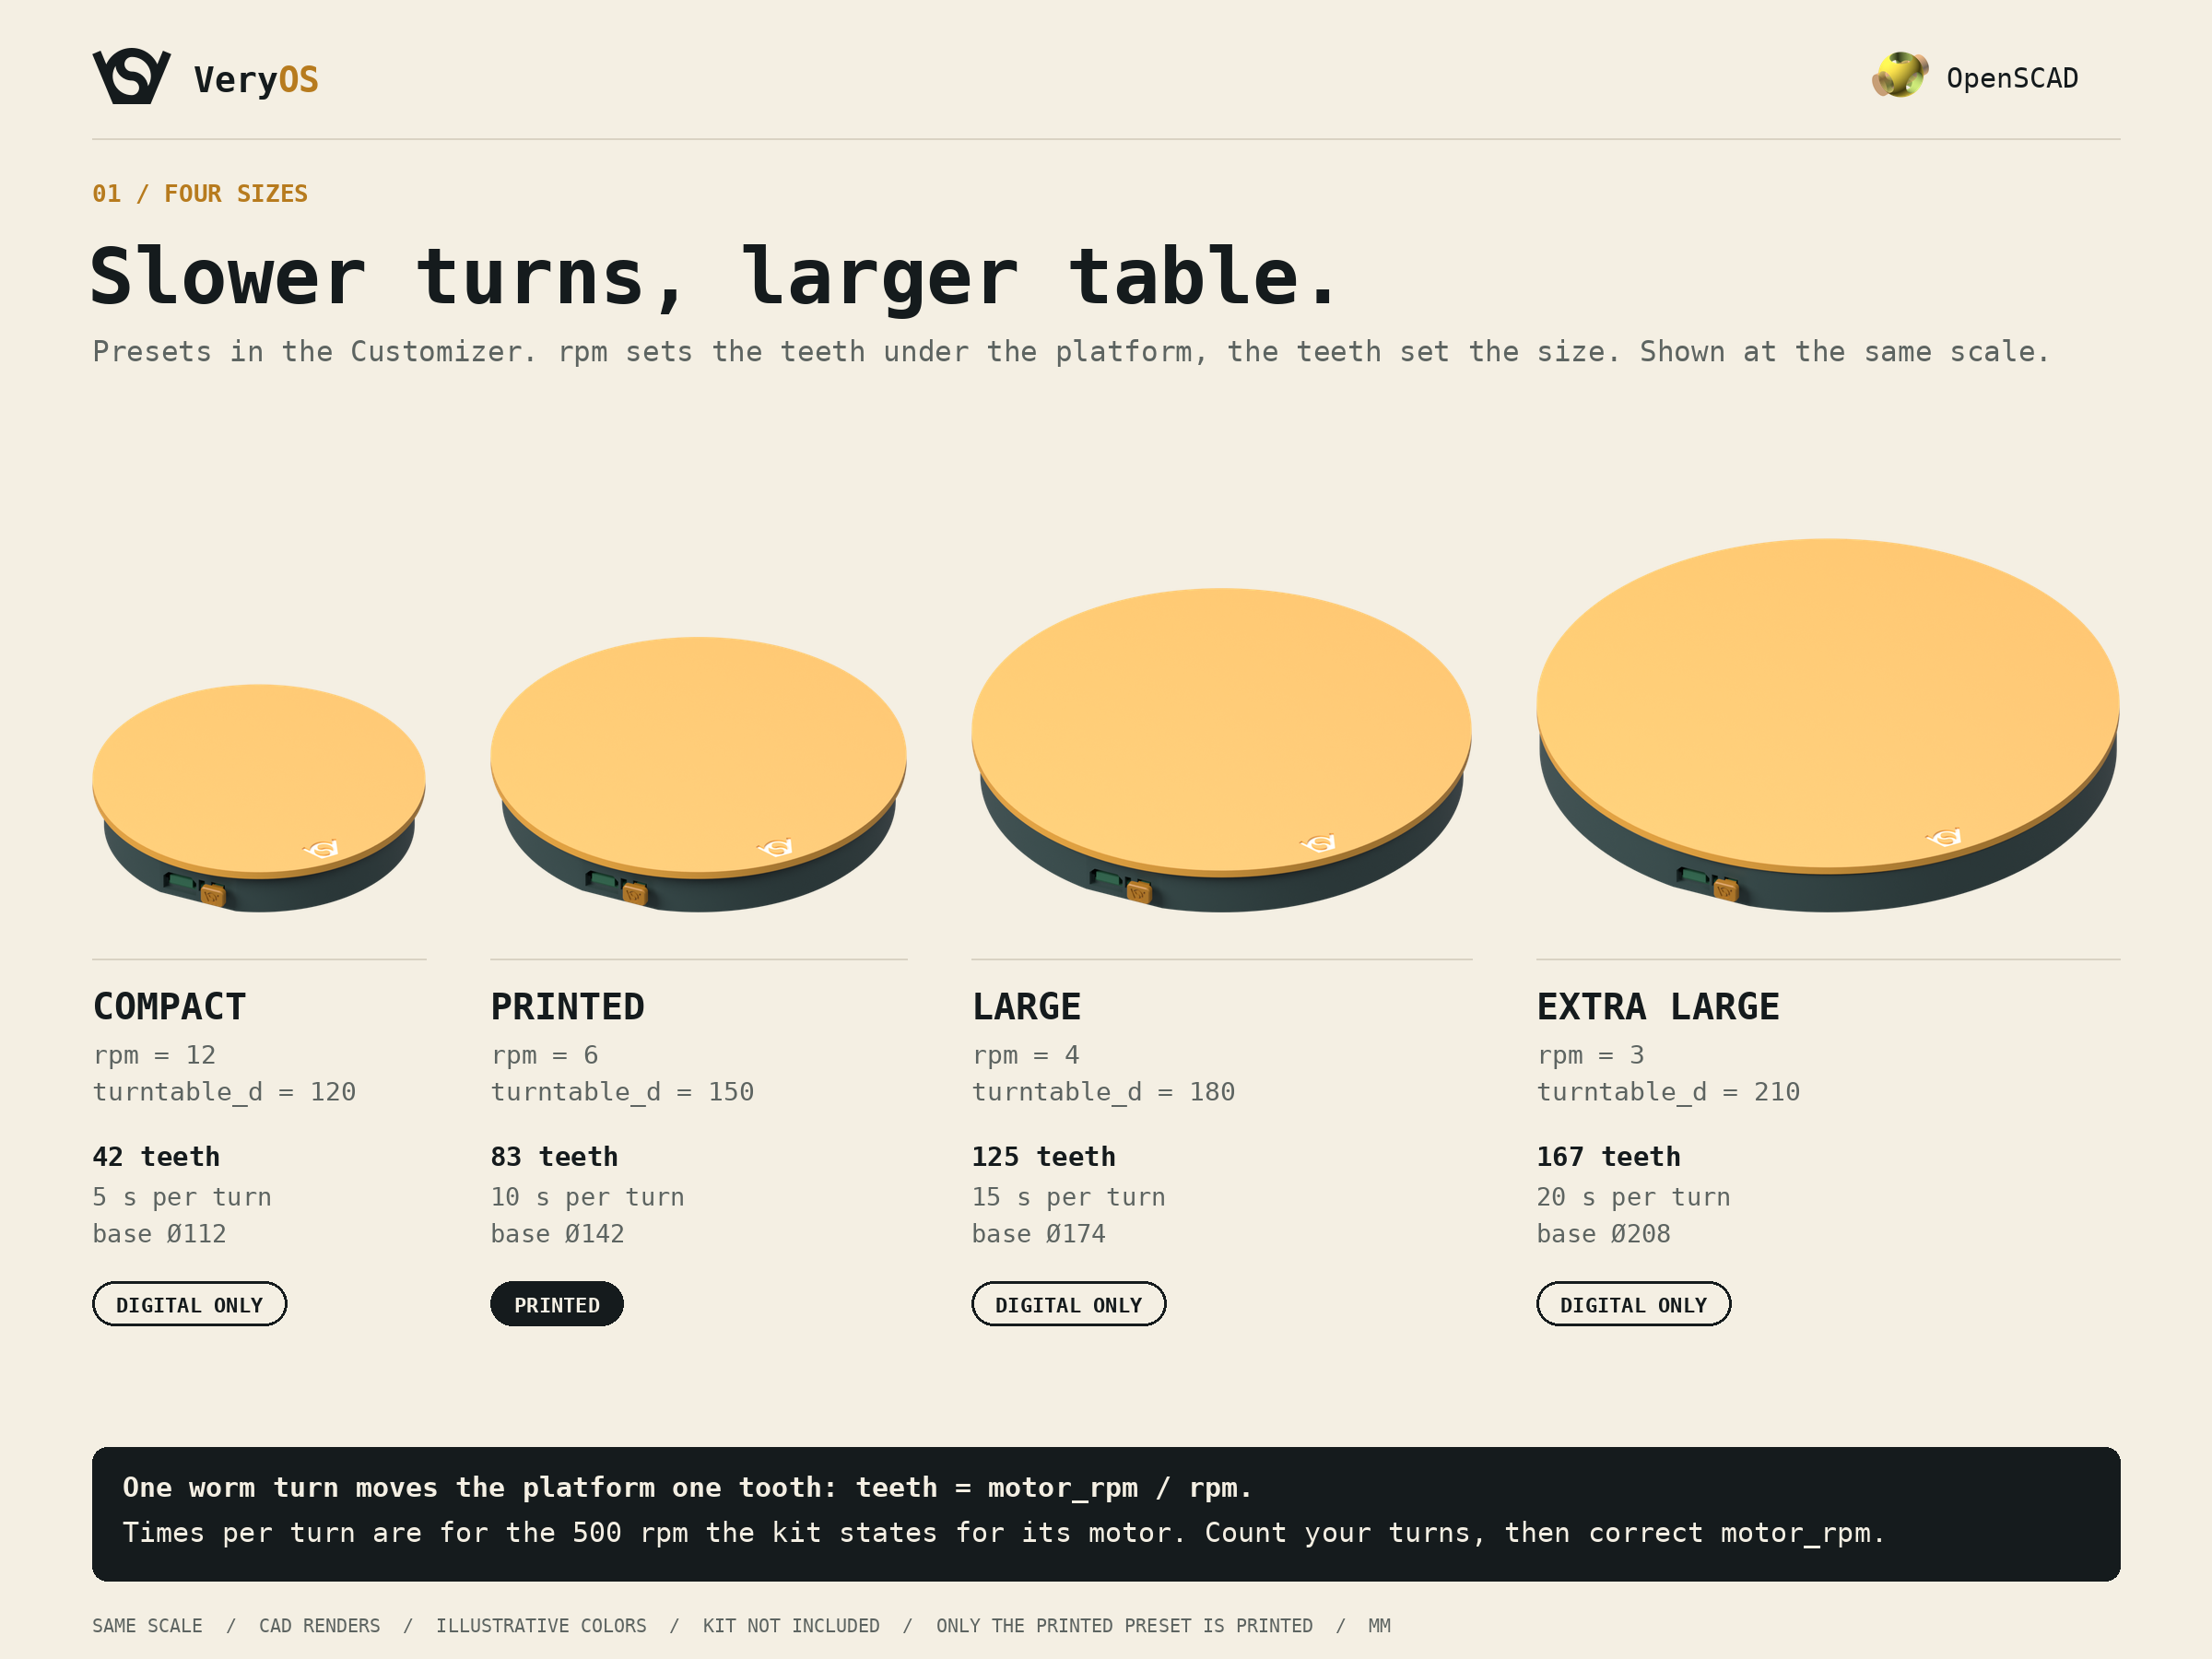 VeryOS
OpenSCAD
01 / FOUR SIZES
Slower turns, larger table.
Presets in the Customizer. rpm sets the teeth under the platform, the teeth set the size. Shown at the same scale.
COMPACT
rpm = 12
turntable_d = 120
42 teeth
5 s per turn
base Ø112
DIGITAL ONLY
PRINTED
rpm = 6
turntable_d = 150
83 teeth
10 s per turn
base Ø142
PRINTED
LARGE
rpm = 4
turntable_d = 180
125 teeth
15 s per turn
base Ø174
DIGITAL ONLY
EXTRA LARGE
rpm = 3
turntable_d = 210
167 teeth
20 s per turn
base Ø208
DIGITAL ONLY
One worm turn moves the platform one tooth: teeth = motor_rpm / rpm.
Times per turn are for the 500 rpm the kit states for its motor. Count your turns, then correct motor_rpm.
SAME SCALE / CAD RENDERS / ILLUSTRATIVE COLORS / KIT NOT INCLUDED / ONLY THE PRINTED PRESET IS PRINTED / MM